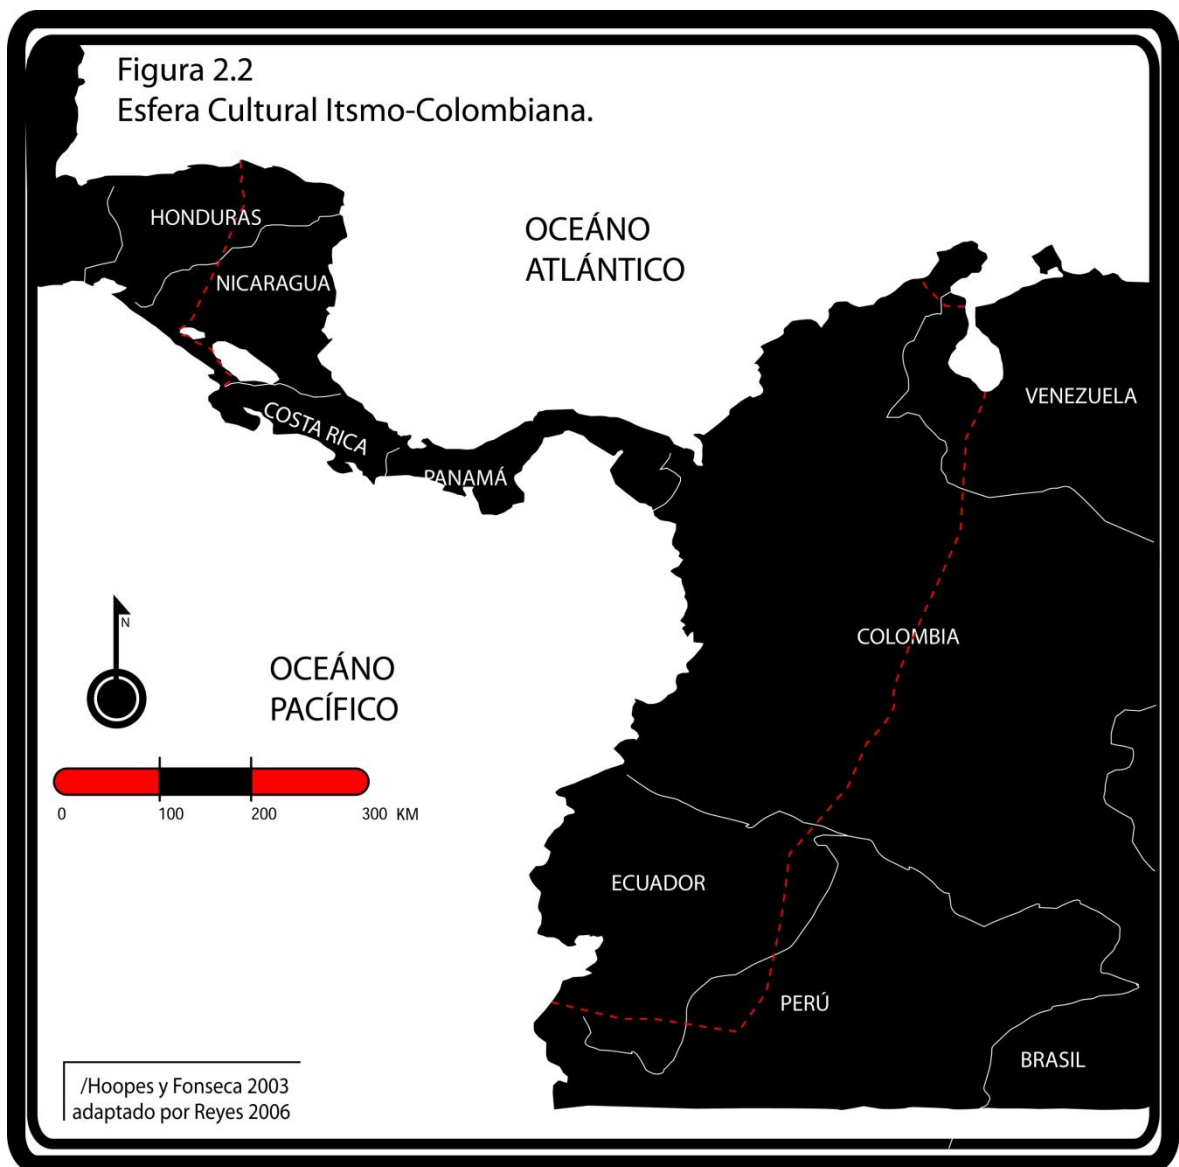 Figura 2.2
Esfera Cultural Itsmo-Colombiana.
HONDURAS
OCEÁNO
ATLÁNTICO
NICARAGUA
VENEZUELA
COSTA RICA
PANAMÁ
N
COLOMBIA
OCEÁNO
PACÍFICO
0 100 200 300 KM
ECUADOR
PERÚ
BRASIL
/Hoopes y Fonseca 2003
adaptado por Reyes 2006